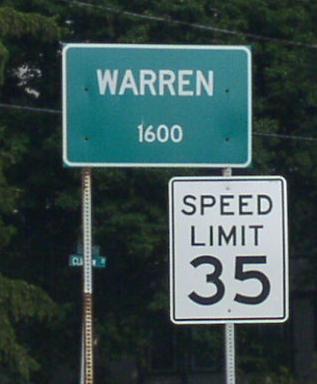 WARREN
1600
SPEED
LIMIT
35